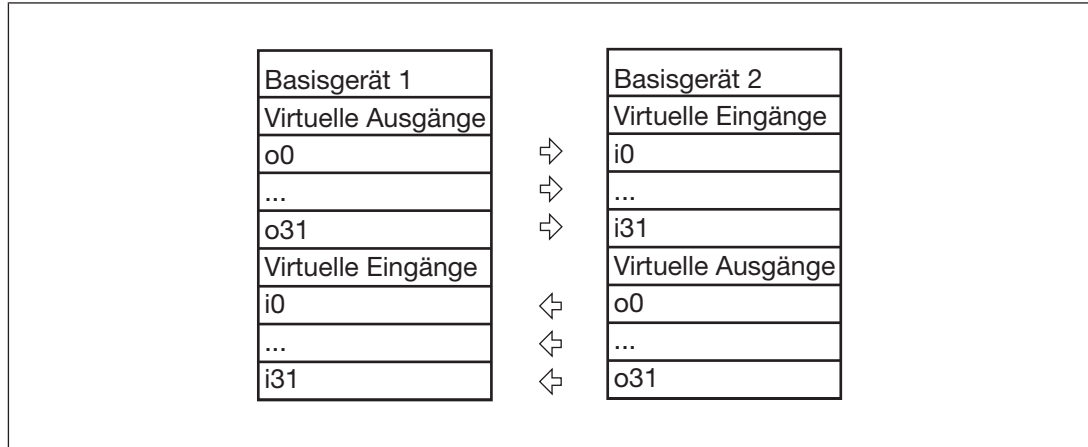 Basisgerät 1
Virtuelle Ausgänge
o0
...
o31
Virtuelle Eingänge
i0
...
i31
Basisgerät 2
Virtuelle Eingänge
i0
...
i31
Virtuelle Ausgänge
o0
...
o31